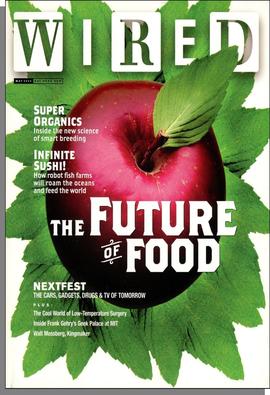 WIRED
SUPER
ORGANICS
Inside the new science
of smart breeding
INFINITE
SUSHI!
How robot fish farms
will roam the oceans
and feed the world
THE FUTURE
OF FOOD
NEXTFEST
THE CARS, GADGETS, DRUGS & TV OF TOMORROW
PLUS:
The Cool World of Low-Temperature Surgery
Inside Frank Gehry's Geek Palace at MIT
Walt Mossberg, Kingmaker